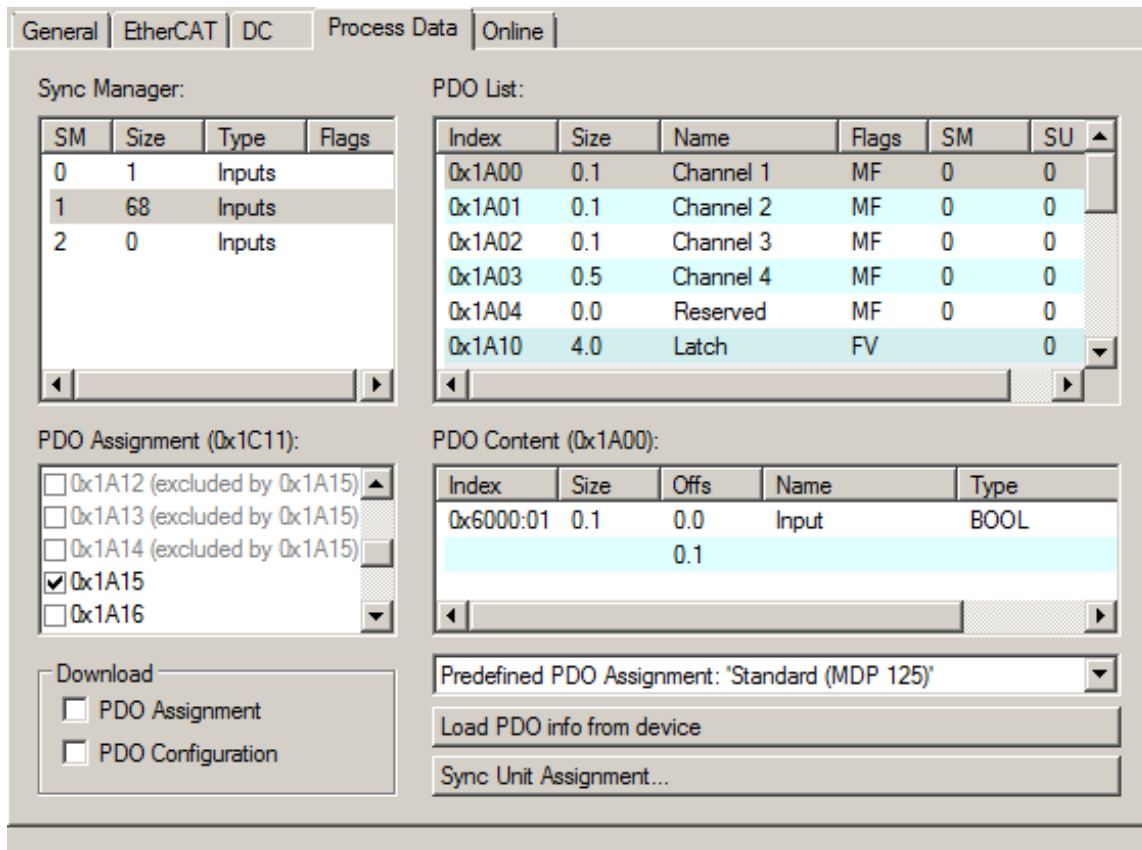 General EtherCAT DC Process Data Online
Sync Manager:
SM Size Type Flags
0 1 Inputs
1 68 Inputs
2 0 Inputs
PDO List:
Index Size Name Flags SM SU
0x1A00 0.1 Channel 1 MF 0 0
0x1A01 0.1 Channel 2 MF 0 0
0x1A02 0.1 Channel 3 MF 0 0
0x1A03 0.5 Channel 4 MF 0 0
0x1A04 0.0 Reserved MF 0 0
0x1A10 4.0 Latch FV 0
PDO Assignment (0x1C11):
0x1A12 (excluded by 0x1A15)
0x1A13 (excluded by 0x1A15)
0x1A14 (excluded by 0x1A15)
0x1A15
0x1A16
PDO Content (0x1A00):
Index Size Offs Name Type
0x6000:01 0.1 0.0 Input BOOL
0.1
Download
PDO Assignment
PDO Configuration
Predefined PDO Assignment: 'Standard (MDP 125)'
Load PDO info from device
Sync Unit Assignment...